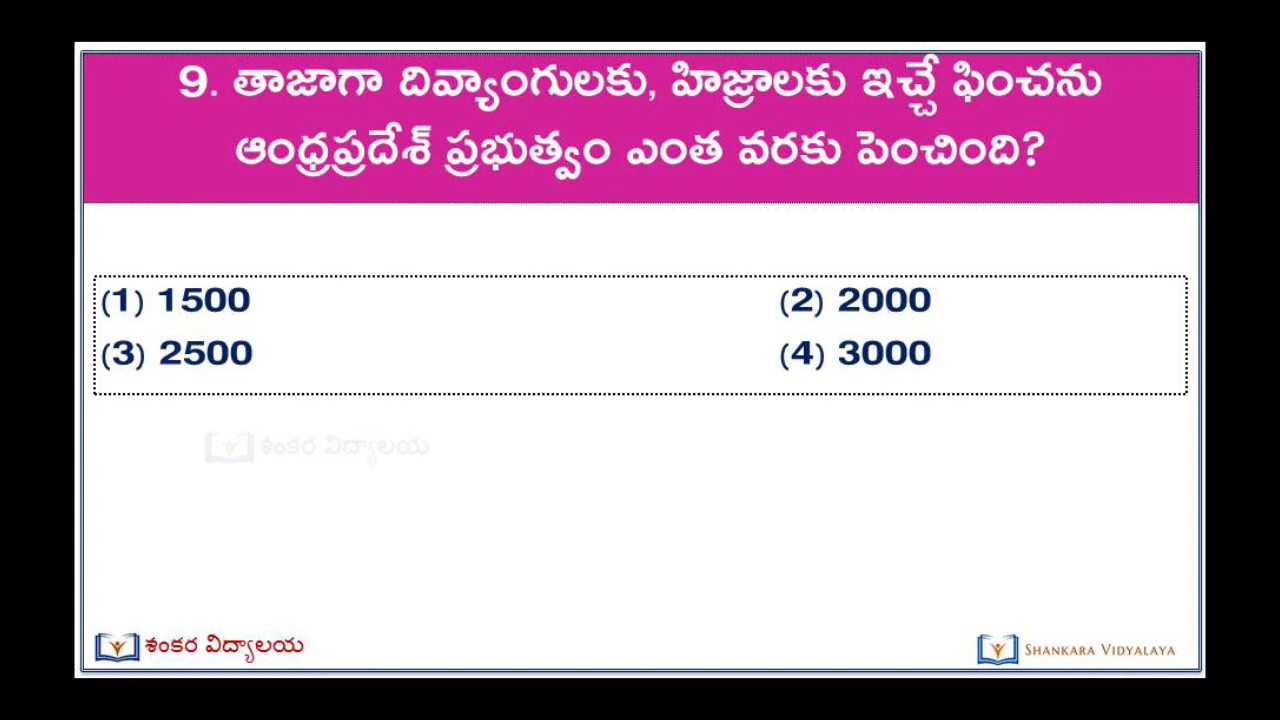 9. తాజాగా దివ్యాంగులకు, హిజ్రాలకు ఇచ్చే ఫించను
ఆంధ్రప్రదేశ్ ప్రభుత్వం ఎంత వరకు పెంచింది?
(1) 1500 (2) 2000
(3) 2500 (4) 3000
శంకర విద్యాలయ
శంకర విద్యాలయ SHANKARA VIDYALAYA